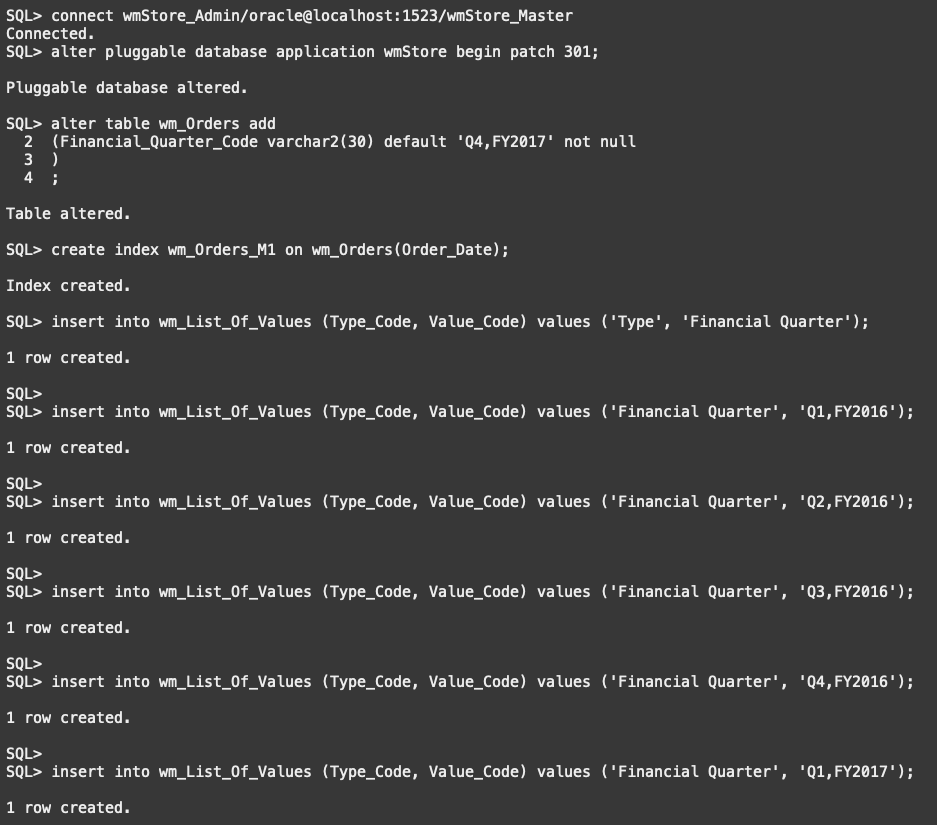 SQL> connect wmStore_Admin/oracle@localhost:1523/wmStore_Master
Connected.
SQL> alter pluggable database application wmStore begin patch 301;
Pluggable database altered.
SQL> alter table wm_Orders add
  2  (Financial_Quarter_Code varchar2(30) default 'Q4,FY2017' not null
  3  )
  4  ;
Table altered.
SQL> create index wm_Orders_M1 on wm_Orders(Order_Date);
Index created.
SQL> insert into wm_List_Of_Values (Type_Code, Value_Code) values ('Type', 'Financial Quarter');
1 row created.
SQL>
SQL> insert into wm_List_Of_Values (Type_Code, Value_Code) values ('Financial Quarter', 'Q1,FY2016');
1 row created.
SQL>
SQL> insert into wm_List_Of_Values (Type_Code, Value_Code) values ('Financial Quarter', 'Q2,FY2016');
1 row created.
SQL>
SQL> insert into wm_List_Of_Values (Type_Code, Value_Code) values ('Financial Quarter', 'Q3,FY2016');
1 row created.
SQL>
SQL> insert into wm_List_Of_Values (Type_Code, Value_Code) values ('Financial Quarter', 'Q4,FY2016');
1 row created.
SQL>
SQL> insert into wm_List_Of_Values (Type_Code, Value_Code) values ('Financial Quarter', 'Q1,FY2017');
1 row created.